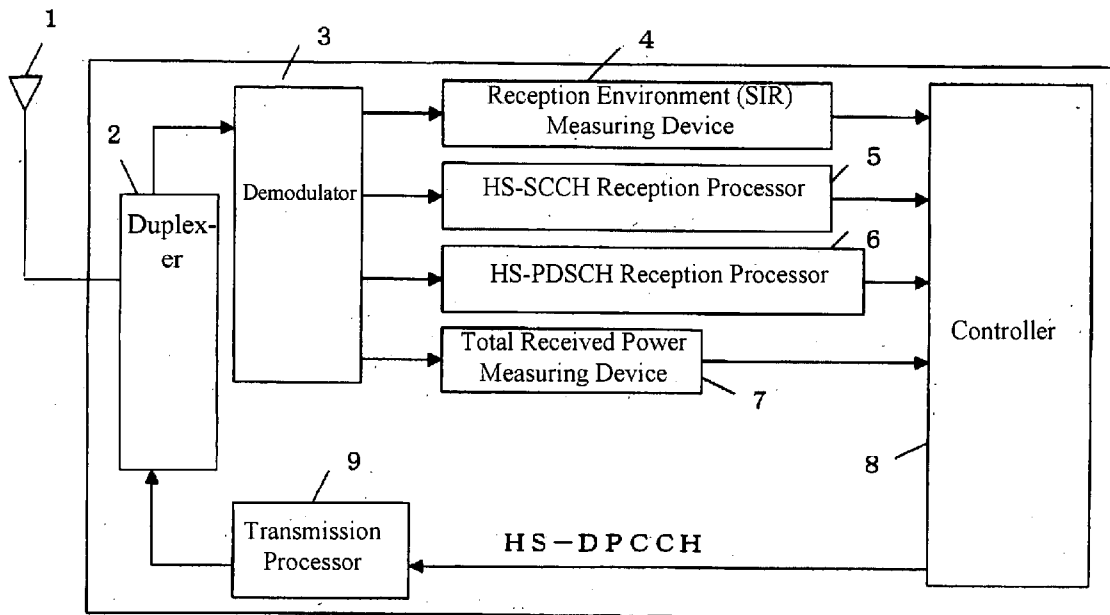 1
3
4
Reception Environment (SIR)
Measuring Device
2
5
Demodulator
HS-SCCH Reception Processor
Duplex-
er
6
HS-PDSCH Reception Processor
Controller
Total Received Power
Measuring Device
7
8
9
Transmission
Processor
HS-DPCCH